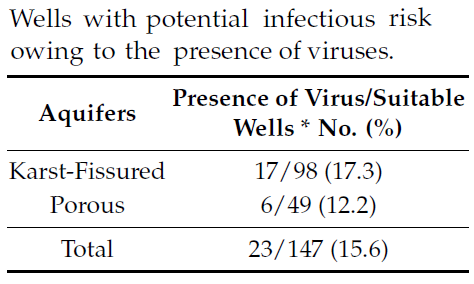 Wells with potential infectious risk
owing to the presence of viruses.
Aquifers
Presence of Virus/Suitable
Wells * No. (%)
Karst-Fissured 17/98 (17.3)
Porous 6/49 (12.2)
Total 23/147 (15.6)